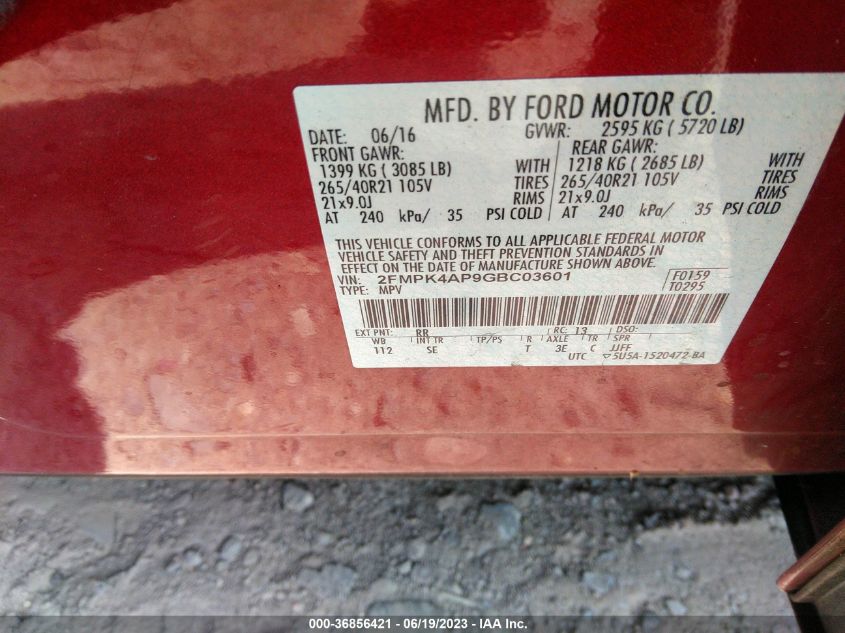 MFD. BY FORD MOTOR CO.
DATE: 06/16 GVWR: 2595 KG ( 5720 LB)
FRONT GAWR: REAR GAWR:
1399 KG ( 3085 LB) WITH 1218 KG ( 2685 LB) WITH
265/40R21 105V TIRES 265/40R21 105V TIRES
21x9.0J RIMS 21x9.0J RIMS
AT 240 kPa/ 35 PSI COLD AT 240 kPa/ 35 PSI COLD
THIS VEHICLE CONFORMS TO ALL APPLICABLE FEDERAL MOTOR
VEHICLE SAFETY AND THEFT PREVENTION STANDARDS IN
EFFECT ON THE DATE OF MANUFACTURE SHOWN ABOVE.
VIN: 2FMPK4AP9GBC03601 F0159
TYPE: MPV T0295
EXT PNT: RR RC: 13 DSO:
WB INT TR TP/PS R AXLE TR SPR
112 SE T 3E C JJFF
UTC ▽5U5A-1520472-BA
000-36856421 - 06/19/2023 - IAA Inc.